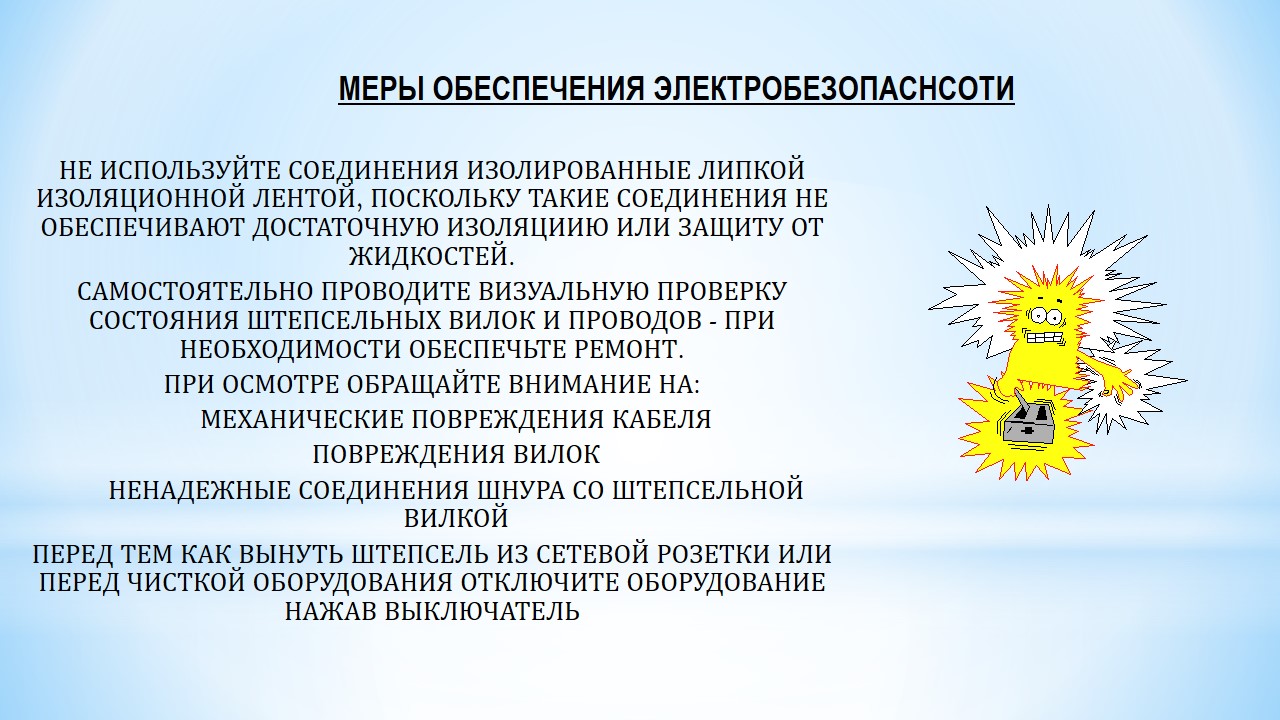 МЕРЫ ОБЕСПЕЧЕНИЯ ЭЛЕКТРОБЕЗОПАСНСОТИ
НЕ ИСПОЛЬЗУЙТЕ СОЕДИНЕНИЯ ИЗОЛИРОВАННЫЕ ЛИПКОЙ
ИЗОЛЯЦИОННОЙ ЛЕНТОЙ, ПОСКОЛЬКУ ТАКИЕ СОЕДИНЕНИЯ НЕ
ОБЕСПЕЧИВАЮТ ДОСТАТОЧНУЮ ИЗОЛЯЦИИЮ ИЛИ ЗАЩИТУ ОТ
ЖИДКОСТЕЙ.
САМОСТОЯТЕЛЬНО ПРОВОДИТЕ ВИЗУАЛЬНУЮ ПРОВЕРКУ
СОСТОЯНИЯ ШТЕПСЕЛЬНЫХ ВИЛОК И ПРОВОДОВ - ПРИ
НЕОБХОДИМОСТИ ОБЕСПЕЧЬТЕ РЕМОНТ.
ПРИ ОСМОТРЕ ОБРАЩАЙТЕ ВНИМАНИЕ НА:
МЕХАНИЧЕСКИЕ ПОВРЕЖДЕНИЯ КАБЕЛЯ
ПОВРЕЖДЕНИЯ ВИЛОК
НЕНАДЕЖНЫЕ СОЕДИНЕНИЯ ШНУРА СО ШТЕПСЕЛЬНОЙ
ВИЛКОЙ
ПЕРЕД ТЕМ КАК ВЫНУТЬ ШТЕПСЕЛЬ ИЗ СЕТЕВОЙ РОЗЕТКИ ИЛИ
ПЕРЕД ЧИСТКОЙ ОБОРУДОВАНИЯ ОТКЛЮЧИТЕ ОБОРУДОВАНИЕ
НАЖАВ ВЫКЛЮЧАТЕЛЬ